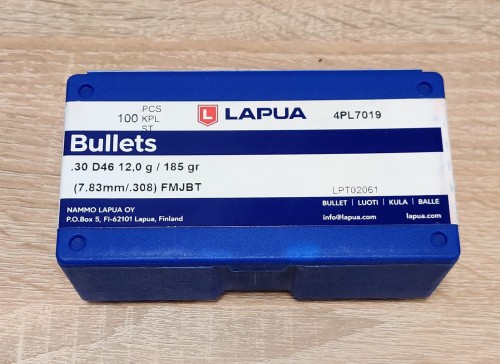 100 PCS KPL ST LAPUA 4PL7019
Bullets
.30 D46 12,0 g / 185 gr
(7.83mm/.308) FMJBT
LPT02061
NAMMO LAPUA OY
P.O.Box 5, FI-62101 Lapua, Finland
BULLET | LUOTI | KULA | BALLE
info@lapua.com lapua.com